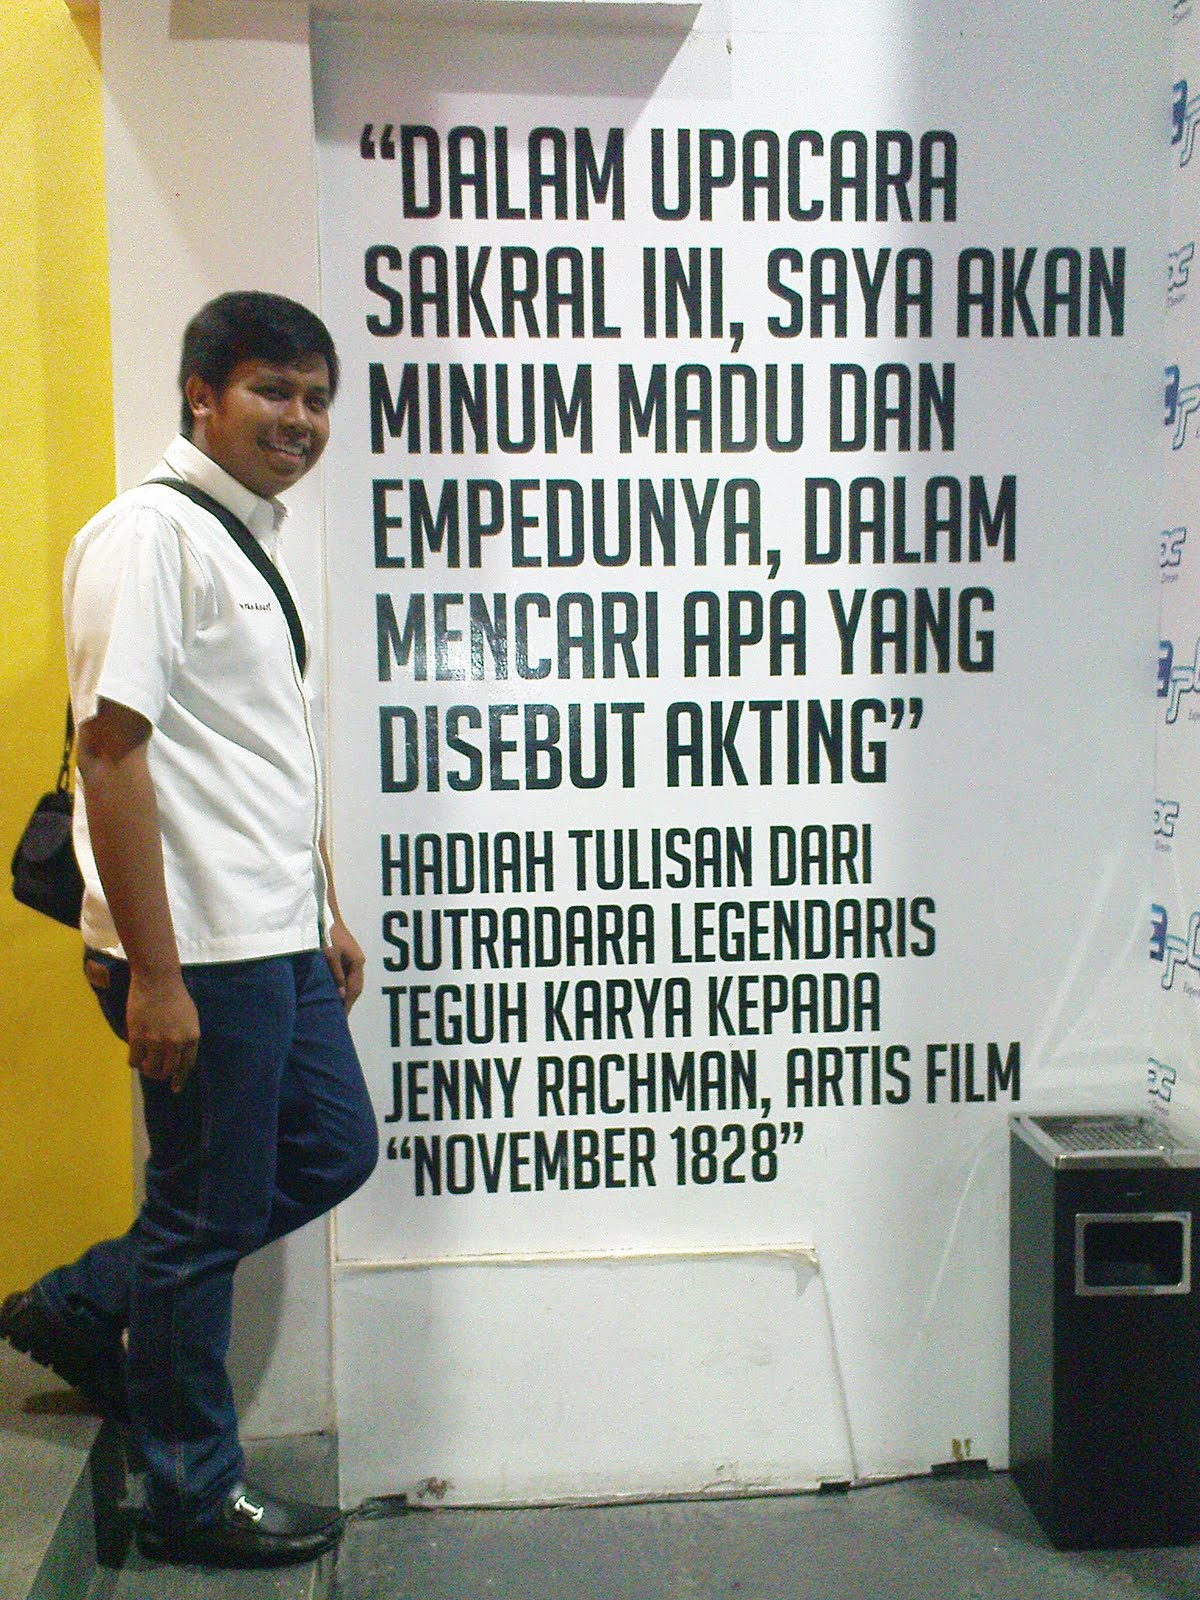 “DALAM UPACARA
SAKRAL INI, SAYA AKAN
MINUM MADU DAN
EMPEDUNYA, DALAM
MENCARI APA YANG
DISEBUT AKTING”
HADIAH TULISAN DARI
SUTRADARA LEGENDARIS
TEGUH KARYA KEPADA
JENNY RACHMAN, ARTIS FILM
“NOVEMBER 1828”